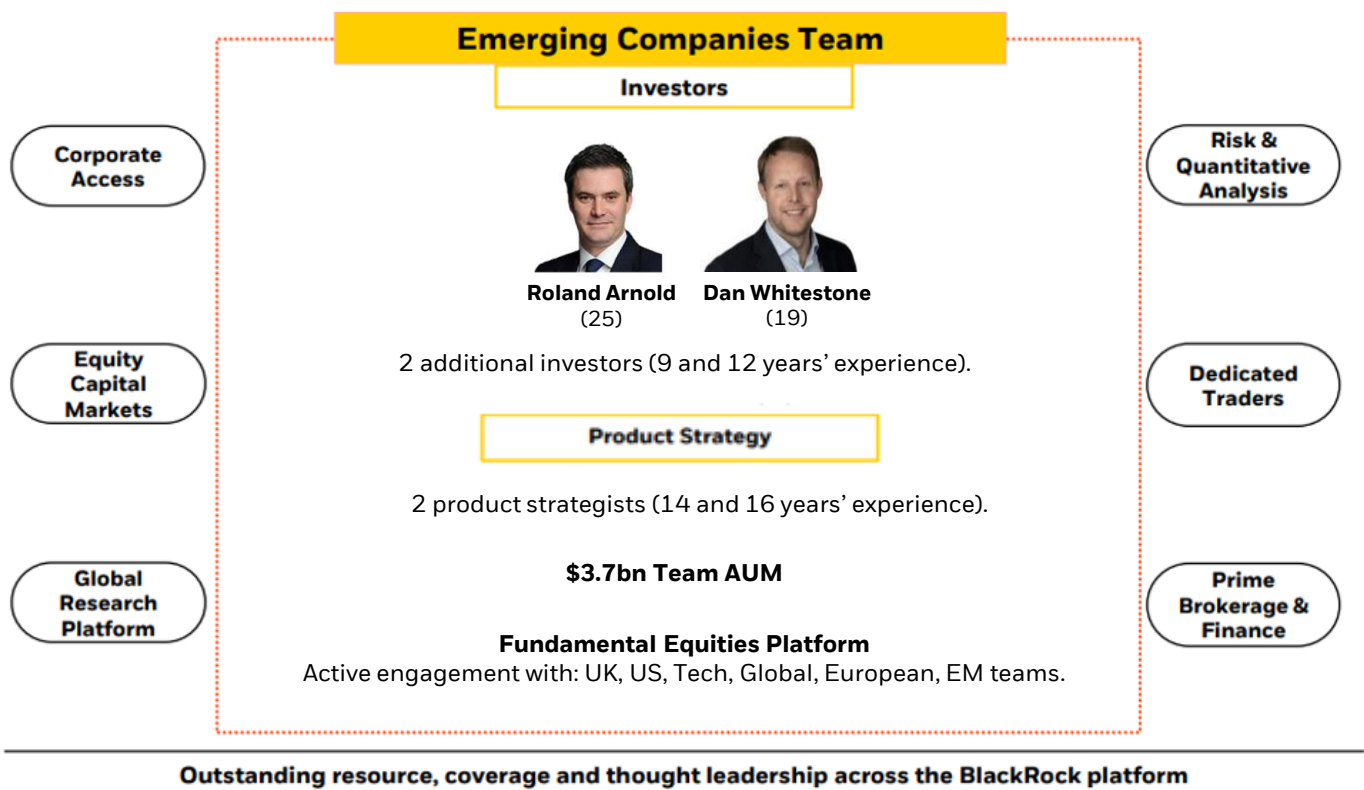 Emerging Companies Team
Investors
Corporate
Access
Risk &
Quantitative
Analysis
Roland Arnold
(25)
Dan Whitestone
(19)
2 additional investors (9 and 12 years’ experience).
Equity
Capital
Markets
Dedicated
Traders
Product Strategy
2 product strategists (14 and 16 years’ experience).
$3.7bn Team AUM
Global
Research
Platform
Prime
Brokerage &
Finance
Fundamental Equities Platform
Active engagement with: UK, US, Tech, Global, European, EM teams.
Outstanding resource, coverage and thought leadership across the BlackRock platform